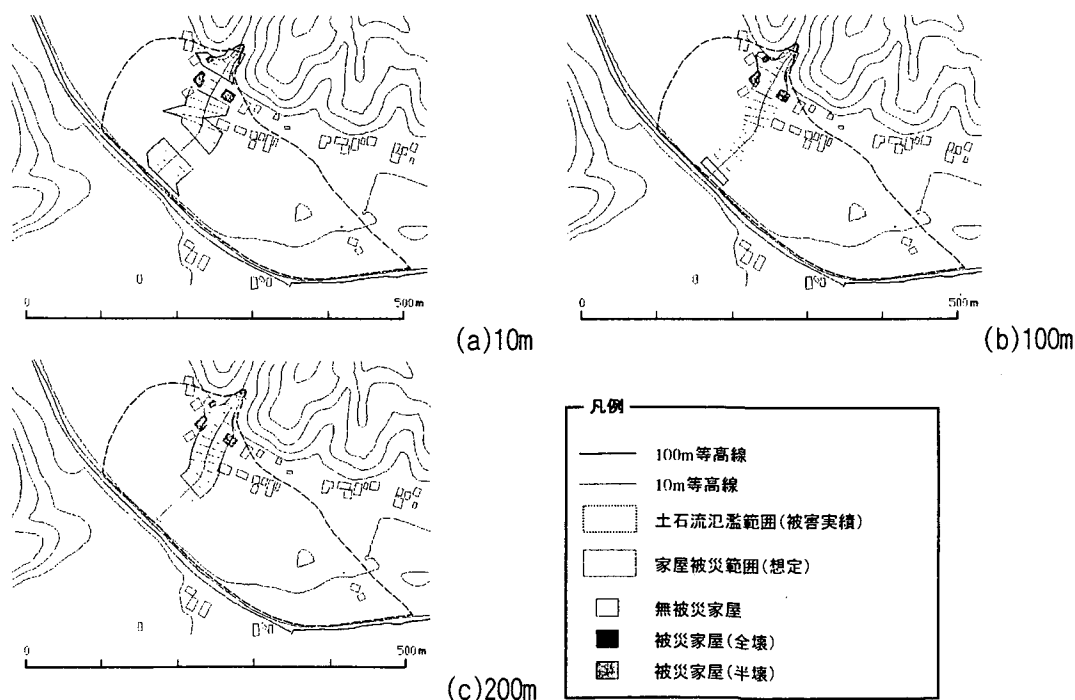 0 500m
(a)10m
0 500m
(b)100m
0 500m
(c)200m
凡例
100m等高線
10m等高線
土石流氾濫範囲(被害実績)
家屋被災範囲(想定)
無被災家屋
被災家屋(全壊)
被災家屋(半壊)